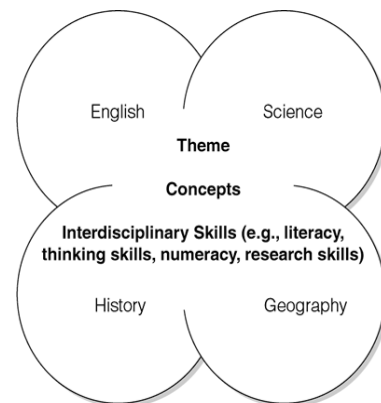 English
Science
Theme
Concepts
Interdisciplinary Skills (e.g., literacy,
thinking skills, numeracy, research skills)
History
Geography